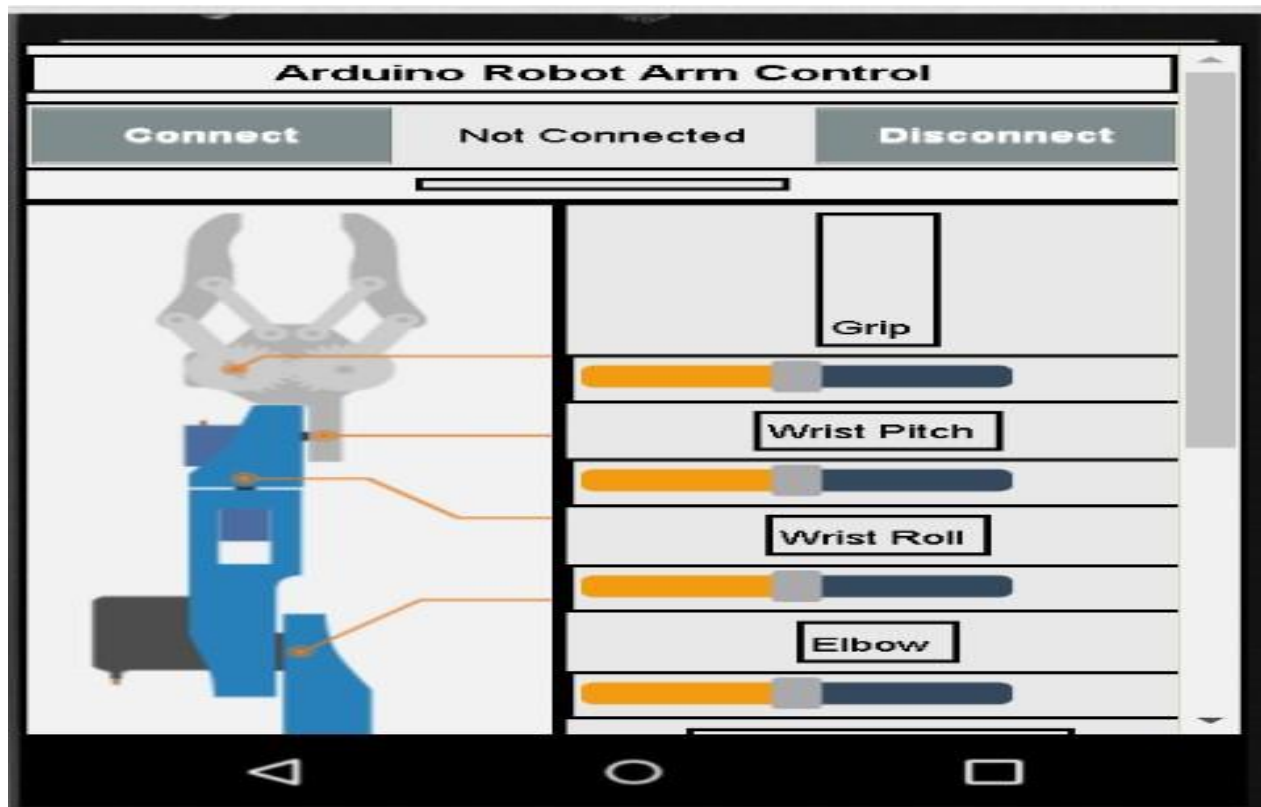 Arduino Robot Arm Control
Connect Not Connected Disconnect
Grip
Wrist Pitch
Wrist Roll
Elbow